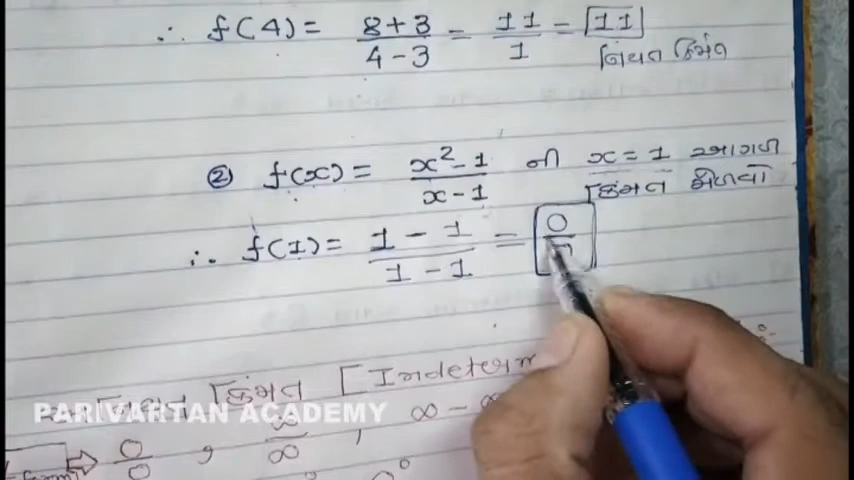 ∴ f(4) = 8+3/4-3 = 11/1 = 11
નિયત કિંમત
② f(x) = x²-1/x-1 ની x = 1 આગળ
કિંમત મેળવો
∴ f(1) = 1-1/1-1 = 0/
કિંમત [Indeterm
PARIVARTAN ACADEMY
0/0 , ∞/∞ , ∞ -